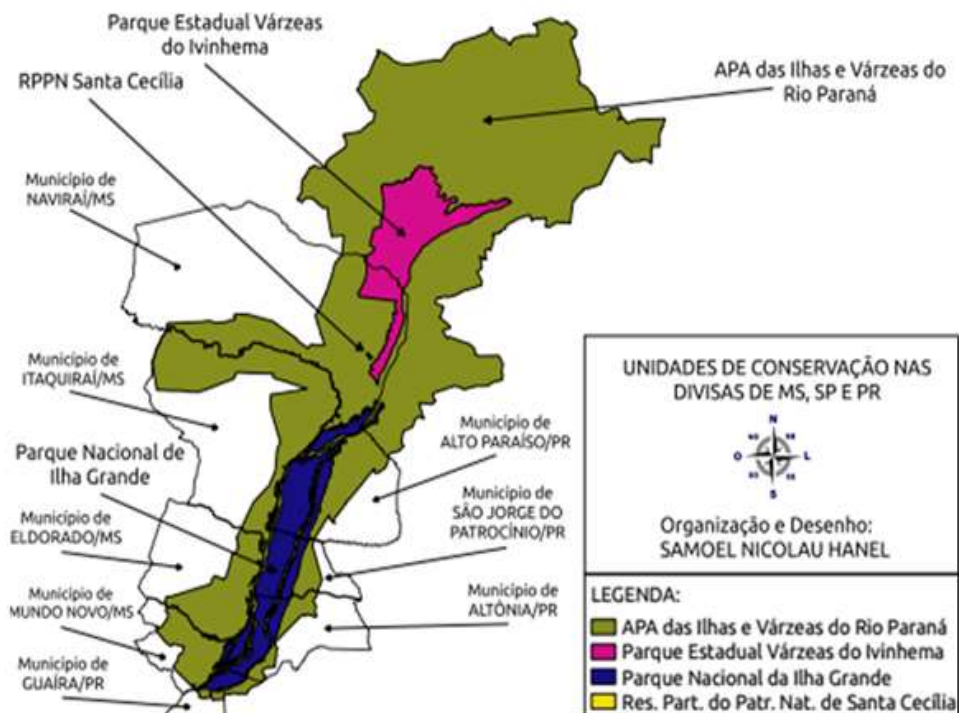 Parque Estadual Várzeas
do Ivinhema
RPPN Santa Cecília
APA das Ilhas e Várzeas do
Rio Paraná
Município de
NAVIRAÍ/MS
Município de
ITAQUIRAÍ/MS
Parque Nacional de
Ilha Grande
Município de
ELDORADO/MS
Município de
MUNDO NOVO/MS
Município de
GUAÍRA/PR
Município de
ALTO PARAÍSO/PR
Município de
SÃO JORGE DO
PATROCÍNIO/PR
Município de
ALTÔNIA/PR
UNIDADES DE CONSERVAÇÃO NAS
DIVISAS DE MS, SP E PR
N
O
L
S
Organização e Desenho:
SAMOEL NICOLAU HANEL
LEGENDA:
APA das Ilhas e Várzeas do Rio Paraná
Parque Estadual Várzeas do Ivinhema
Parque Nacional da Ilha Grande
Res. Part. do Patr. Nat. de Santa Cecília